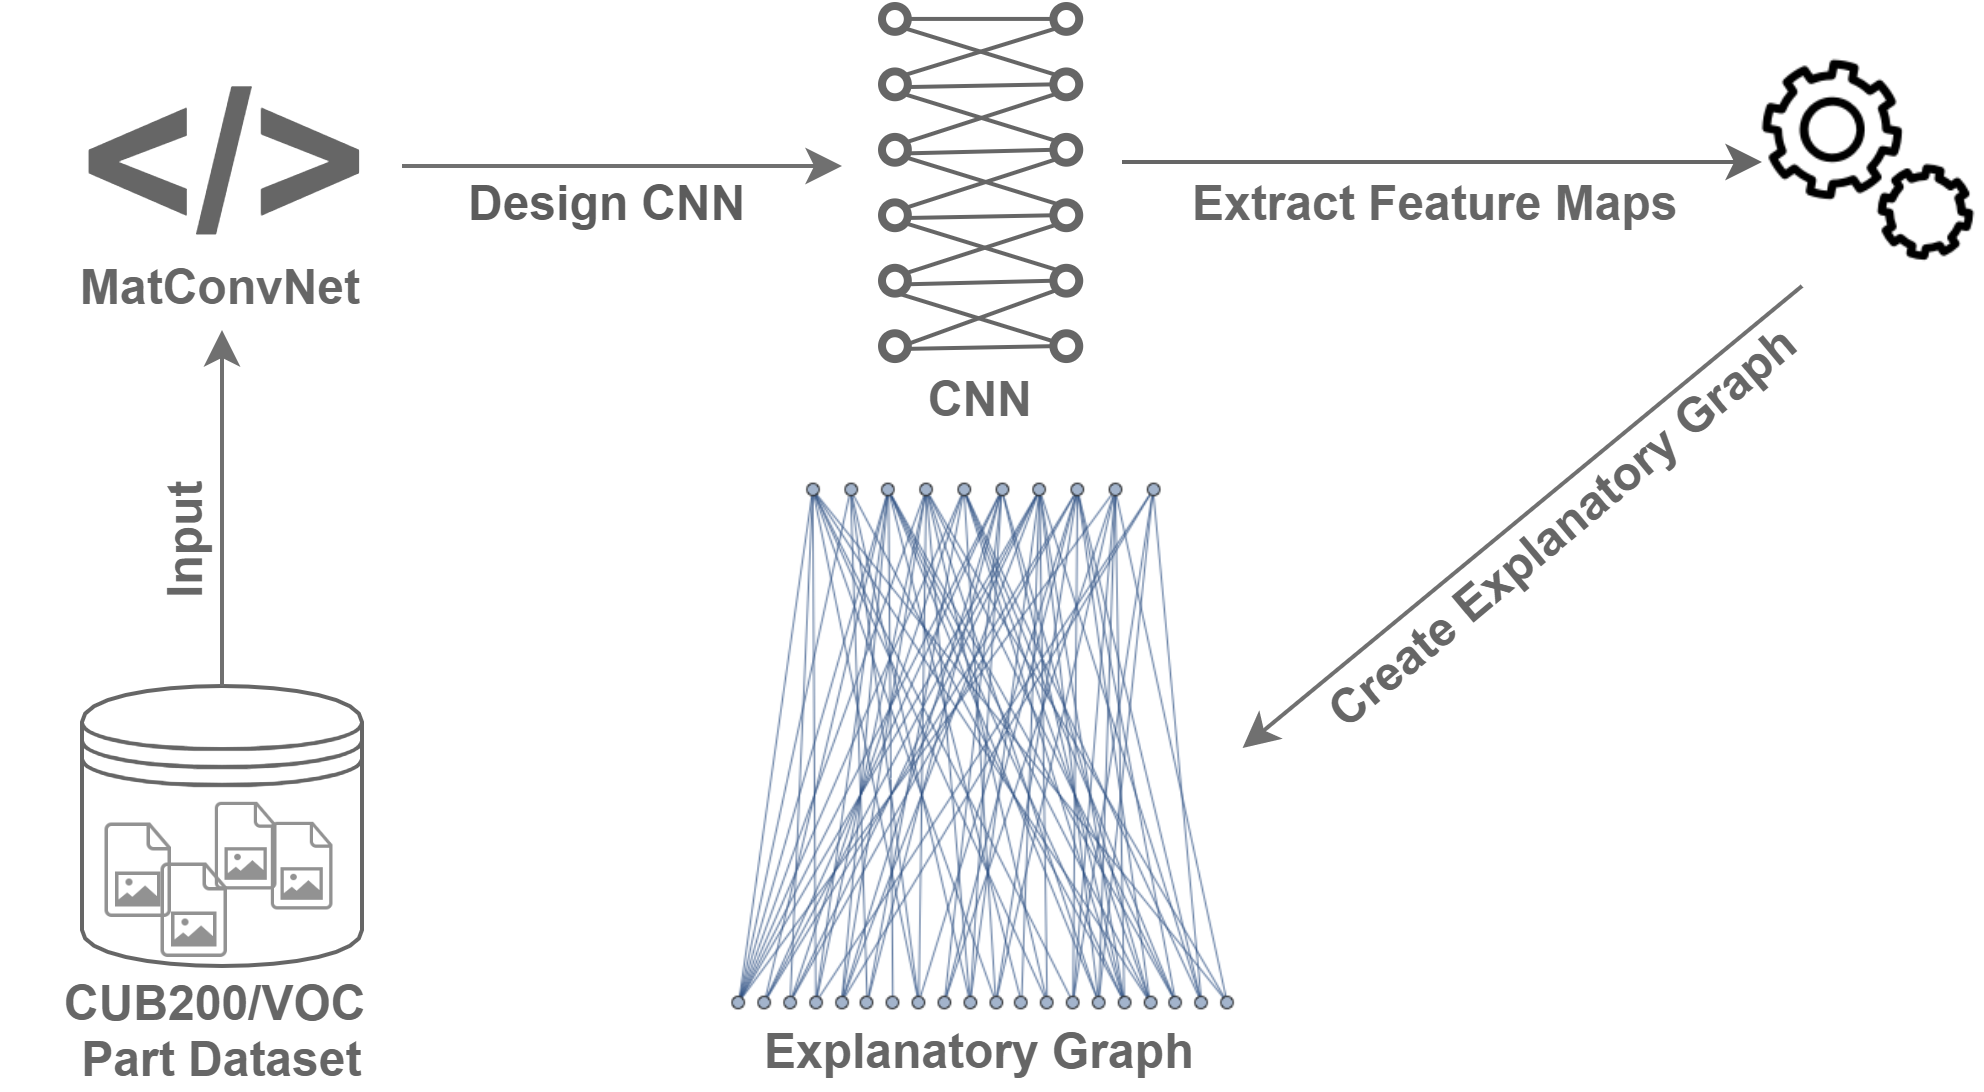 MatConvNet
Design CNN
CNN
Extract Feature Maps
Create Explanatory Graph
Input
CUB200/VOC
Part Dataset
Explanatory Graph